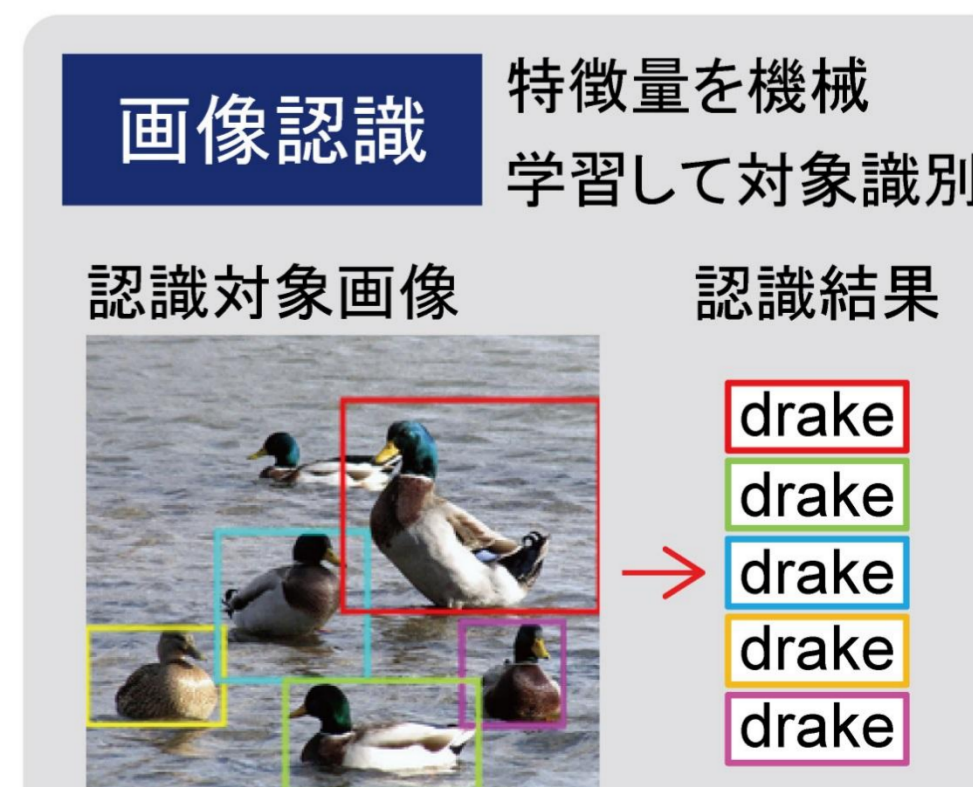 画像認識
特徴量を機械
学習して対象識別
認識対象画像
認識結果
drake
drake
drake
drake
drake